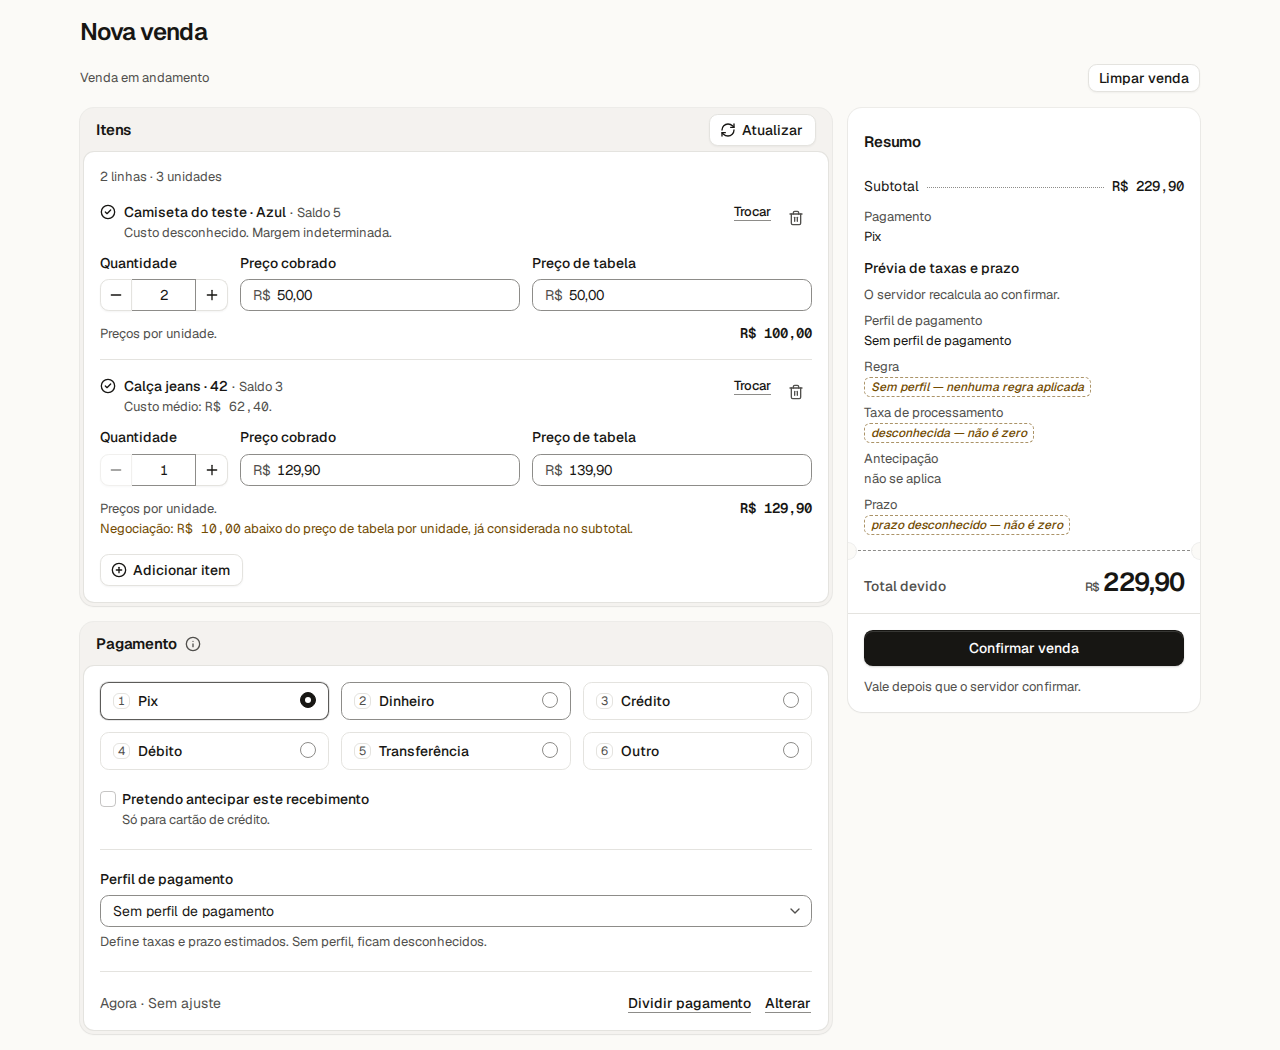 Nova venda
Venda em andamento
Limpar venda
Itens
Atualizar
2 linhas · 3 unidades
Camiseta do teste · Azul · Saldo 5
Trocar
Custo desconhecido. Margem indeterminada.
Quantidade
Preço cobrado
Preço de tabela
2
R$ 50,00
R$ 50,00
Preços por unidade.
R$ 100,00
Calça jeans · 42 · Saldo 3
Trocar
Custo médio: R$ 62,40.
Quantidade
Preço cobrado
Preço de tabela
1
R$ 129,90
R$ 139,90
Preços por unidade.
R$ 129,90
Negociação: R$ 10,00 abaixo do preço de tabela por unidade, já considerada no subtotal.
Adicionar item
Pagamento
1 Pix
2 Dinheiro
3 Crédito
4 Débito
5 Transferência
6 Outro
Pretendo antecipar este recebimento
Só para cartão de crédito.
Perfil de pagamento
Sem perfil de pagamento
Define taxas e prazo estimados. Sem perfil, ficam desconhecidos.
Agora · Sem ajuste
Dividir pagamento
Alterar
Resumo
Subtotal R$ 229,90
Pagamento
Pix
Prévia de taxas e prazo
O servidor recalcula ao confirmar.
Perfil de pagamento
Sem perfil de pagamento
Regra
Sem perfil — nenhuma regra aplicada
Taxa de processamento
desconhecida — não é zero
Antecipação
não se aplica
Prazo
prazo desconhecido — não é zero
Total devido R$ 229,90
Confirmar venda
Vale depois que o servidor confirmar.